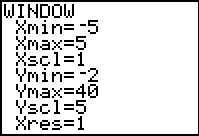 WINDOW
Xmin=-5
Xmax=5
Xscl=1
Ymin=-2
Ymax=40
Yscl=5
Xres=1